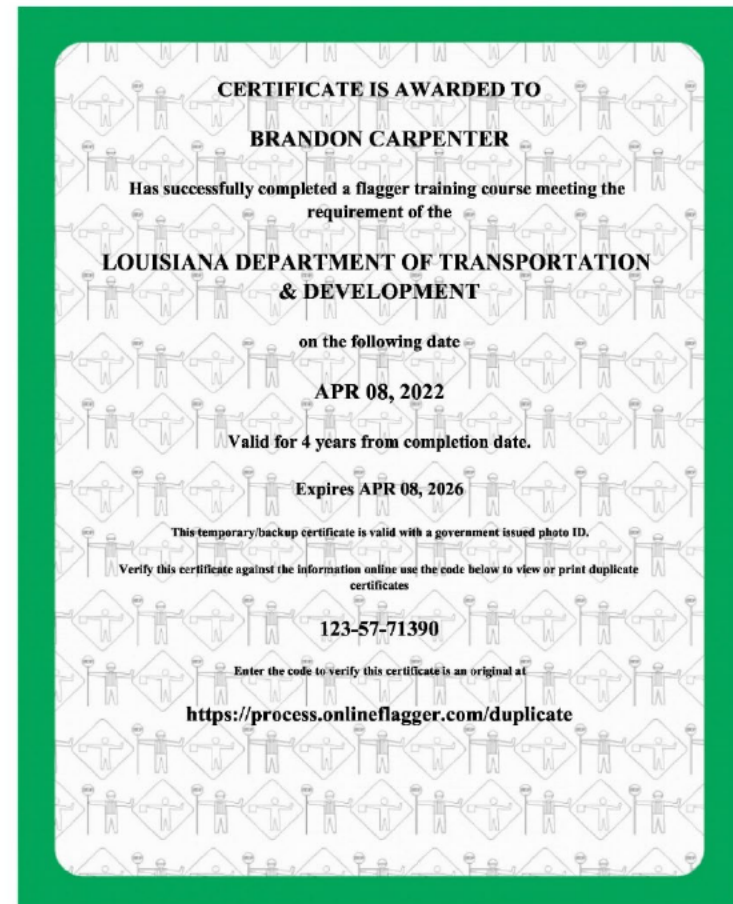 CERTIFICATE IS AWARDED TO
BRANDON CARPENTER
Has successfully completed a flagger training course meeting the
requirement of the
LOUISIANA DEPARTMENT OF TRANSPORTATION
& DEVELOPMENT
on the following date
APR 08, 2022
Valid for 4 years from completion date.
Expires APR 08, 2026
This temporary/backup certificate is valid with a government issued photo ID.
Verify this certificate against the information online use the code below to view or print duplicate
certificates
123-57-71390
Enter the code to verify this certificate is an original at
https://process.onlineflagger.com/duplicate